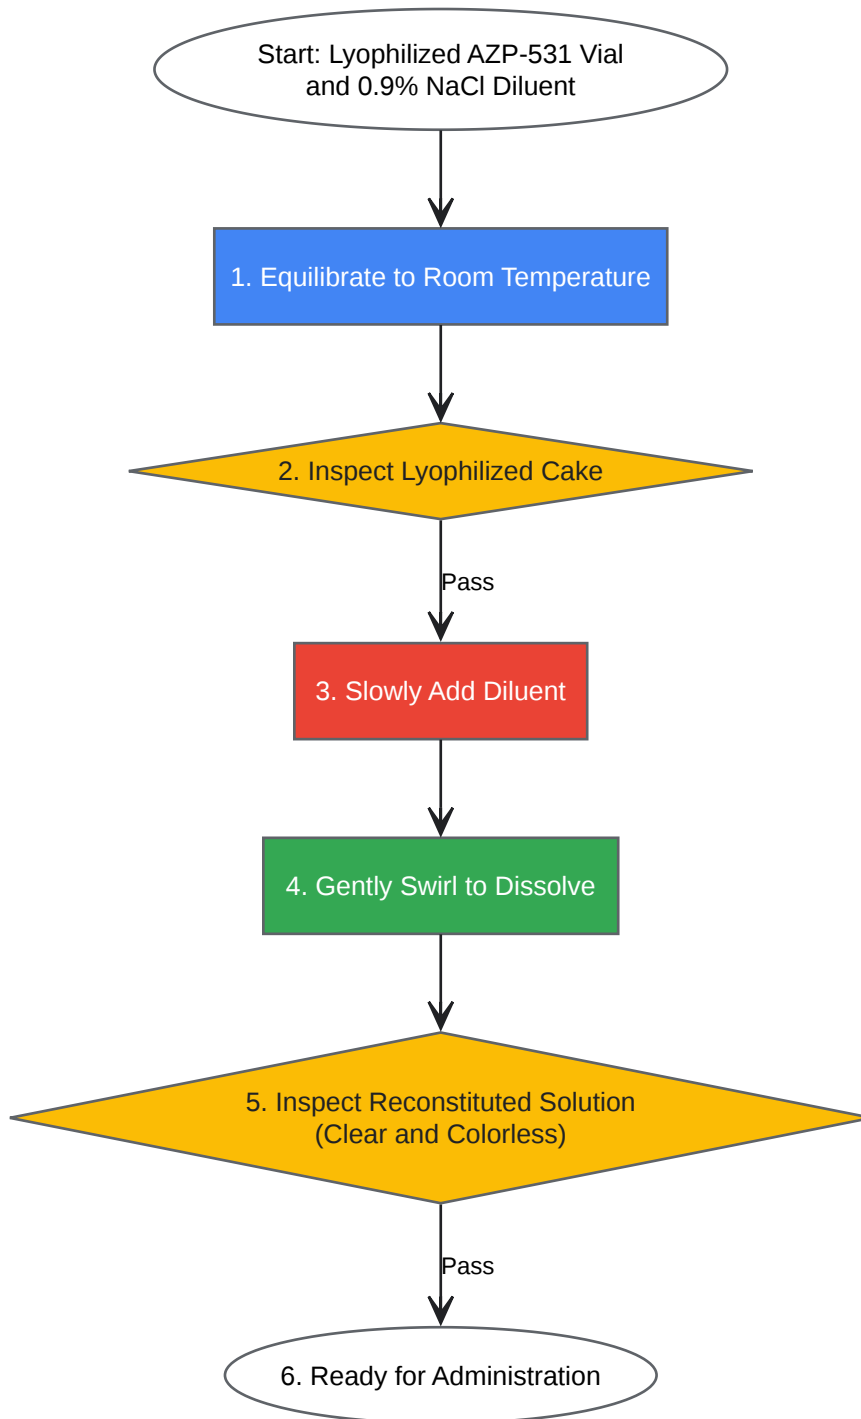 Start: Lyophilized AZP-531 Vial
and 0.9% NaCl Diluent
1. Equilibrate to Room Temperature
2. Inspect Lyophilized Cake
Pass
3. Slowly Add Diluent
4. Gently Swirl to Dissolve
5. Inspect Reconstituted Solution
(Clear and Colorless)
Pass
6. Ready for Administration